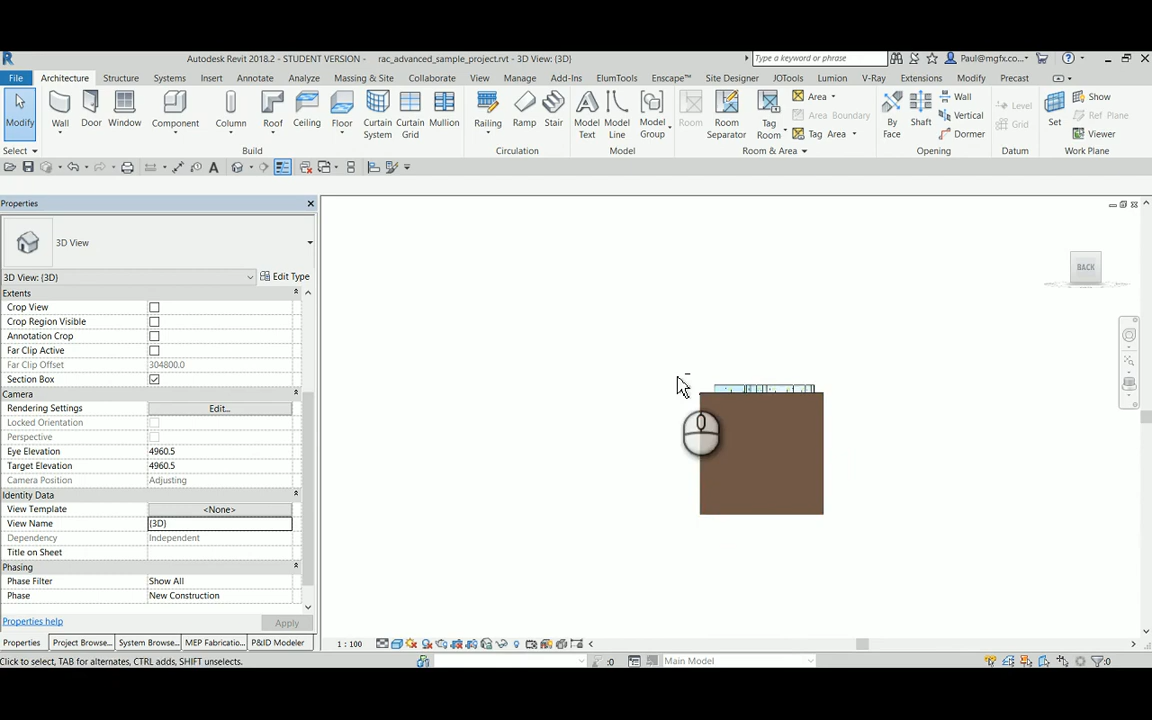 Autodesk Revit 2018.2 - STUDENT VERSION - rac_advanced_sample_project.rvt - 3D View: {3D}
Type a keyword or phrase
Paul@mgfx.co...
File Architecture Structure Systems Insert Annotate Analyze Massing & Site Collaborate View Manage Add-Ins ElumTools Enscape™ Site Designer JOTools Lumion V-Ray Extensions Modify Precast
Modify Wall Door Window Component Column Roof Ceiling Floor Curtain System Curtain Grid Mullion Railing Ramp Stair Model Text Model Line Model Group Room Room Separator Tag Room
Area
Area Boundary
Tag Area
By Face Shaft
Wall
Vertical
Dormer
Level
Grid
Set
Show
Ref Plane
Viewer
Select Build Circulation Model Room & Area Opening Datum Work Plane
Properties
3D View
3D View: {3D} Edit Type
Extents
Crop View
Crop Region Visible
Annotation Crop
Far Clip Active
Far Clip Offset 304800.0
Section Box
Camera
Rendering Settings Edit...
Locked Orientation
Perspective
Eye Elevation 4960.5
Target Elevation 4960.5
Camera Position Adjusting
Identity Data
View Template <None>
View Name {3D}
Dependency Independent
Title on Sheet
Phasing
Phase Filter Show All
Phase New Construction
Properties help Apply
Properties Project Browse... System Browse... MEP Fabricatio... P&ID Modeler
BACK
1 : 100
Click to select, TAB for alternates, CTRL adds, SHIFT unselects.
:0
Main Model
:0